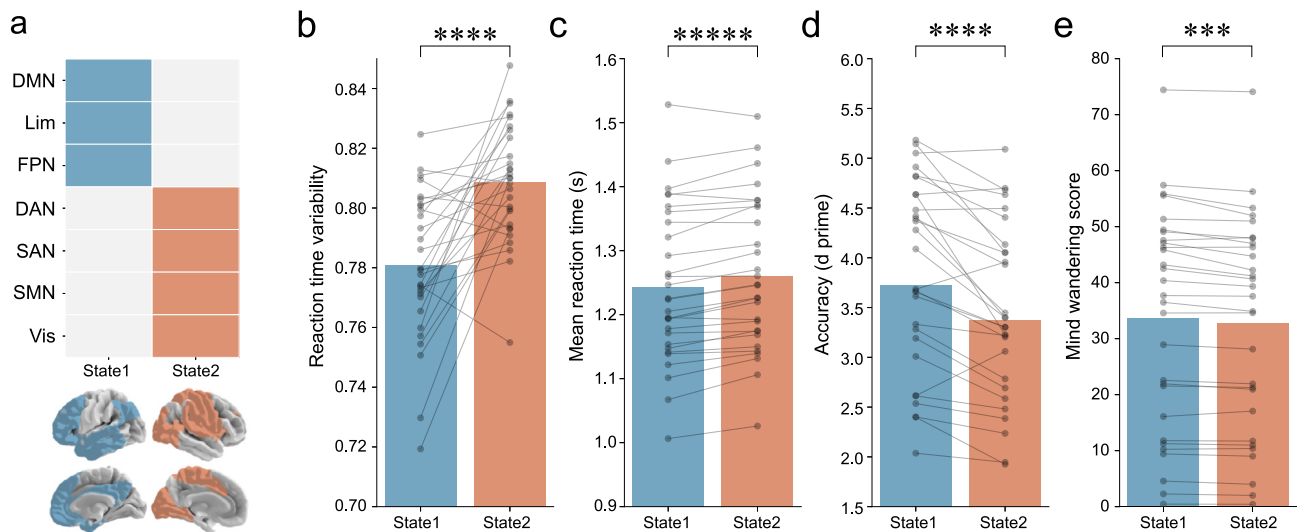 a
DMN
Lim
FPN
DAN
SAN
SMN
Vis
State1 State2
b
****
Reaction time variability
0.84
0.82
0.80
0.78
0.76
0.74
0.72
0.70
State1 State2
c
*****
Mean reaction time (s)
1.6
1.5
1.4
1.3
1.2
1.1
1.0
0.9
State1 State2
d
****
Accuracy (d prime)
6.0
5.5
5.0
4.5
4.0
3.5
3.0
2.5
2.0
1.5
State1 State2
e
***
Mind wandering score
80
70
60
50
40
30
20
10
0
State1 State2